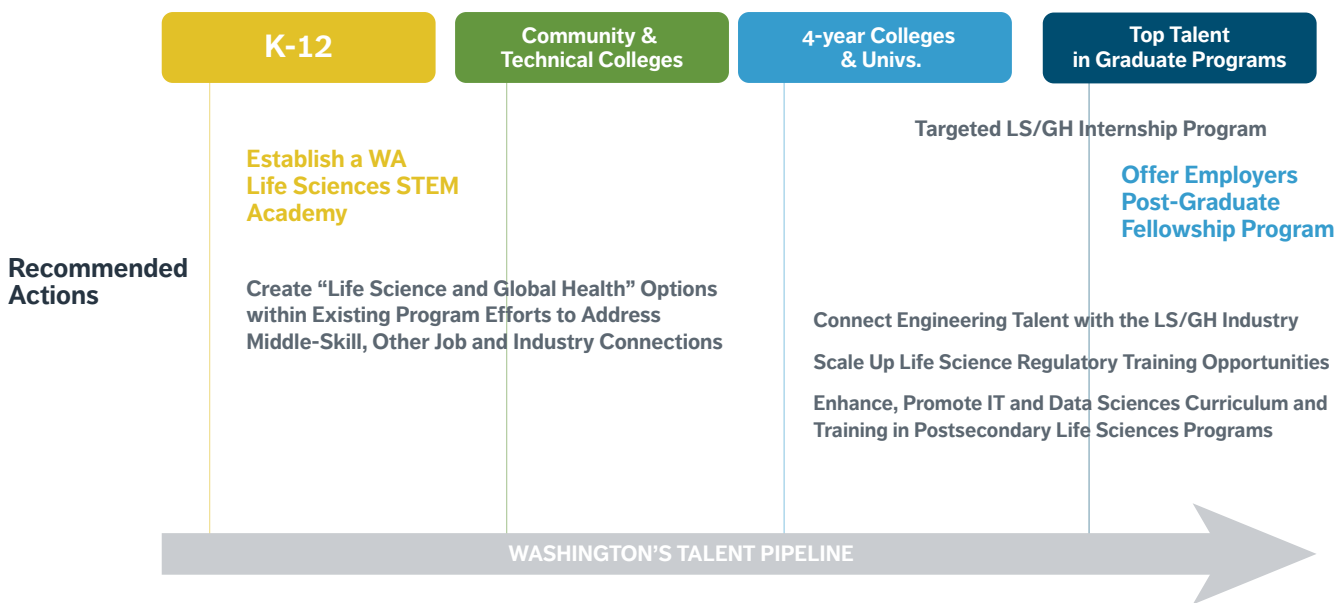 K-12
Community &
Technical Colleges
4-year Colleges
& Univs.
Top Talent
in Graduate Programs
Recommended
Actions
Establish a WA
Life Sciences STEM
Academy
Create “Life Science and Global Health” Options
within Existing Program Efforts to Address
Middle-Skill, Other Job and Industry Connections
Targeted LS/GH Internship Program
Offer Employers
Post-Graduate
Fellowship Program
Connect Engineering Talent with the LS/GH Industry
Scale Up Life Science Regulatory Training Opportunities
Enhance, Promote IT and Data Sciences Curriculum and
Training in Postsecondary Life Sciences Programs
WASHINGTON’S TALENT PIPELINE